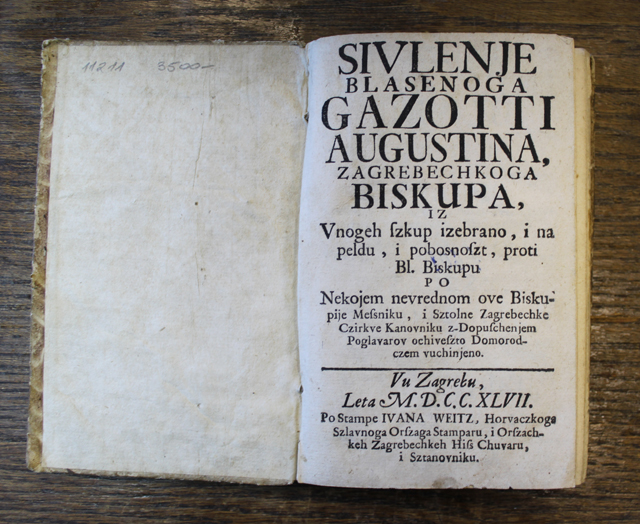 11211 3500-
SIVLENJE
BLASENOGA
GAZOTTI
AUGUSTINA,
ZAGREBECHKOGA
BISKUPA,
IZ
Vnogeh ſzkup izebrano, i na
peldu, i pobosnoſzt, proti
Bl. Biskupu
PO
Nekojem nevrednom ove Bisku-
pije Meſsniku, i Sztolne Zagrebechke
Czirkve Kanovniku z-Dopuſchenjem
Poglavarov ochiveſzto Domorod-
czem vuchinjeno.
Vu Zagrebu,
Leta M. D. C. C. XLVII.
Po Stampe IVANA WEITZ, Horvaczkoga
Szlavnoga Orſzaga Stamparu, i Orſzach-
keh Zagrebechkeh Hiſs Chuvaru,
i Sztanovniku.